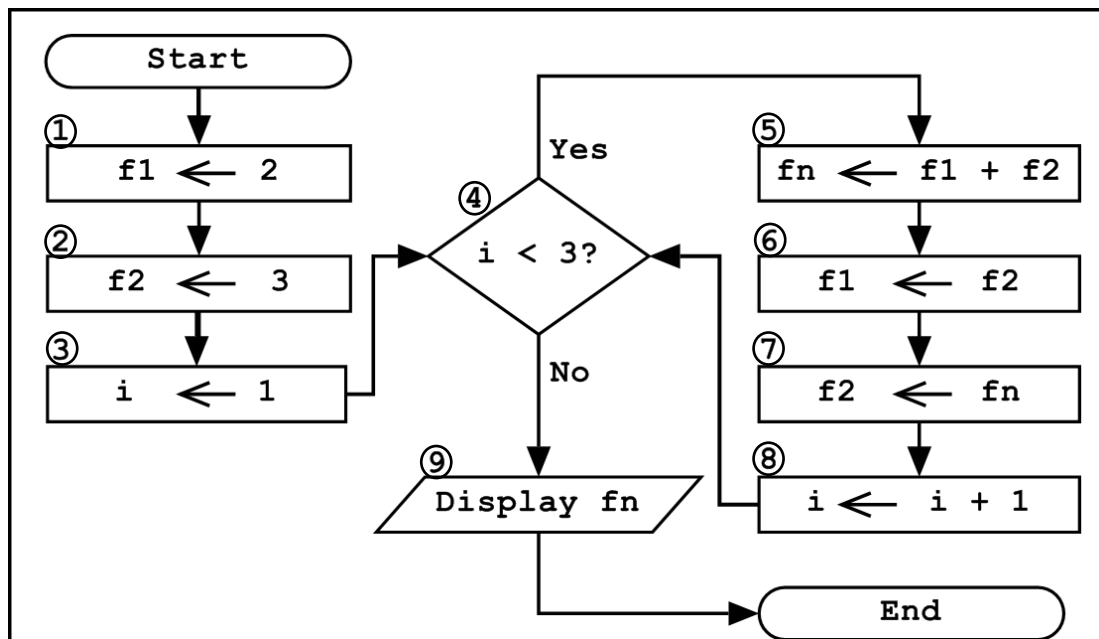 Start
① f1 ← 2
② f2 ← 3
③ i ← 1
④ i < 3?
Yes
No
⑤ fn ← f1 + f2
⑥ f1 ← f2
⑦ f2 ← fn
⑧ i ← i + 1
⑨ Display fn
End